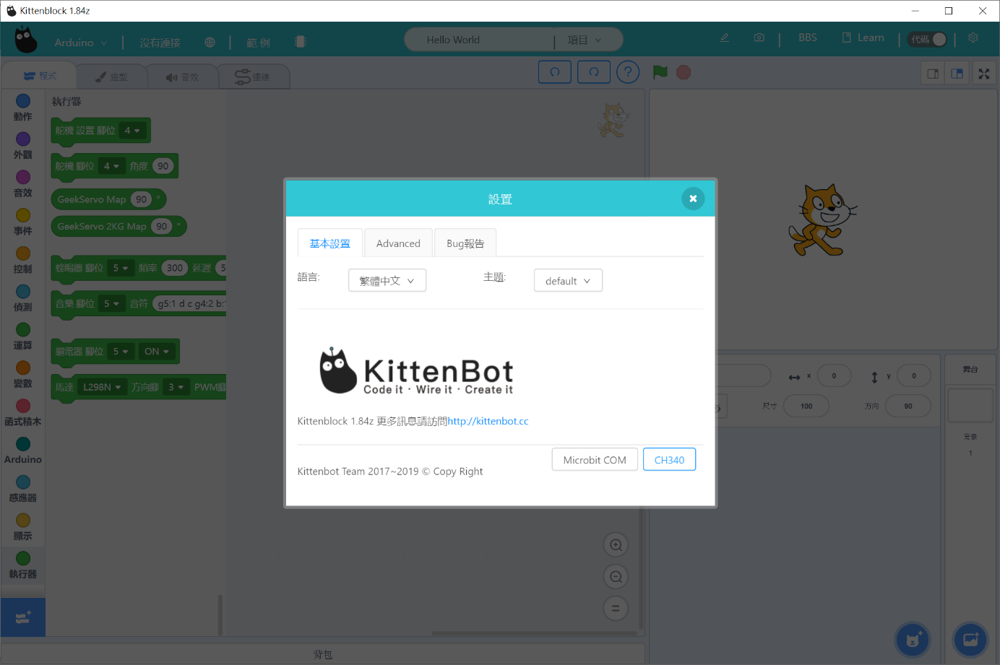 Kittenblock 1.84z
Arduino
沒有連接
範 例
Hello World
項目
BBS
Learn
代碼
程式
造型
音效
連線
?
動作
外觀
音效
事件
控制
偵測
運算
變數
函式積木
Arduino
感應器
顯示
執行器
執行器
舵機 設置 腳位 4
舵機 腳位 4 角度 90
GeekServo Map 90 °
GeekServo 2KG Map 90 °
蜂鳴器 腳位 5 頻率 300 延遲 5
音樂 腳位 5 音符 g5:1 d c g4:2 b:
繼電器 腳位 5 ON
馬達 L298N 方向腳 3 PWM腳
設置
基本設置
Advanced
Bug報告
語言:
繁體中文
主題:
default
KittenBot
Code it · Wire it · Create it
Kittenblock 1.84z 更多訊息請訪問http://kittenbot.cc
Kittenbot Team 2017~2019 © Copy Right
Microbit COM
CH340
x 0
y 0
尺寸 100
方向 90
舞台
背景
1
背包